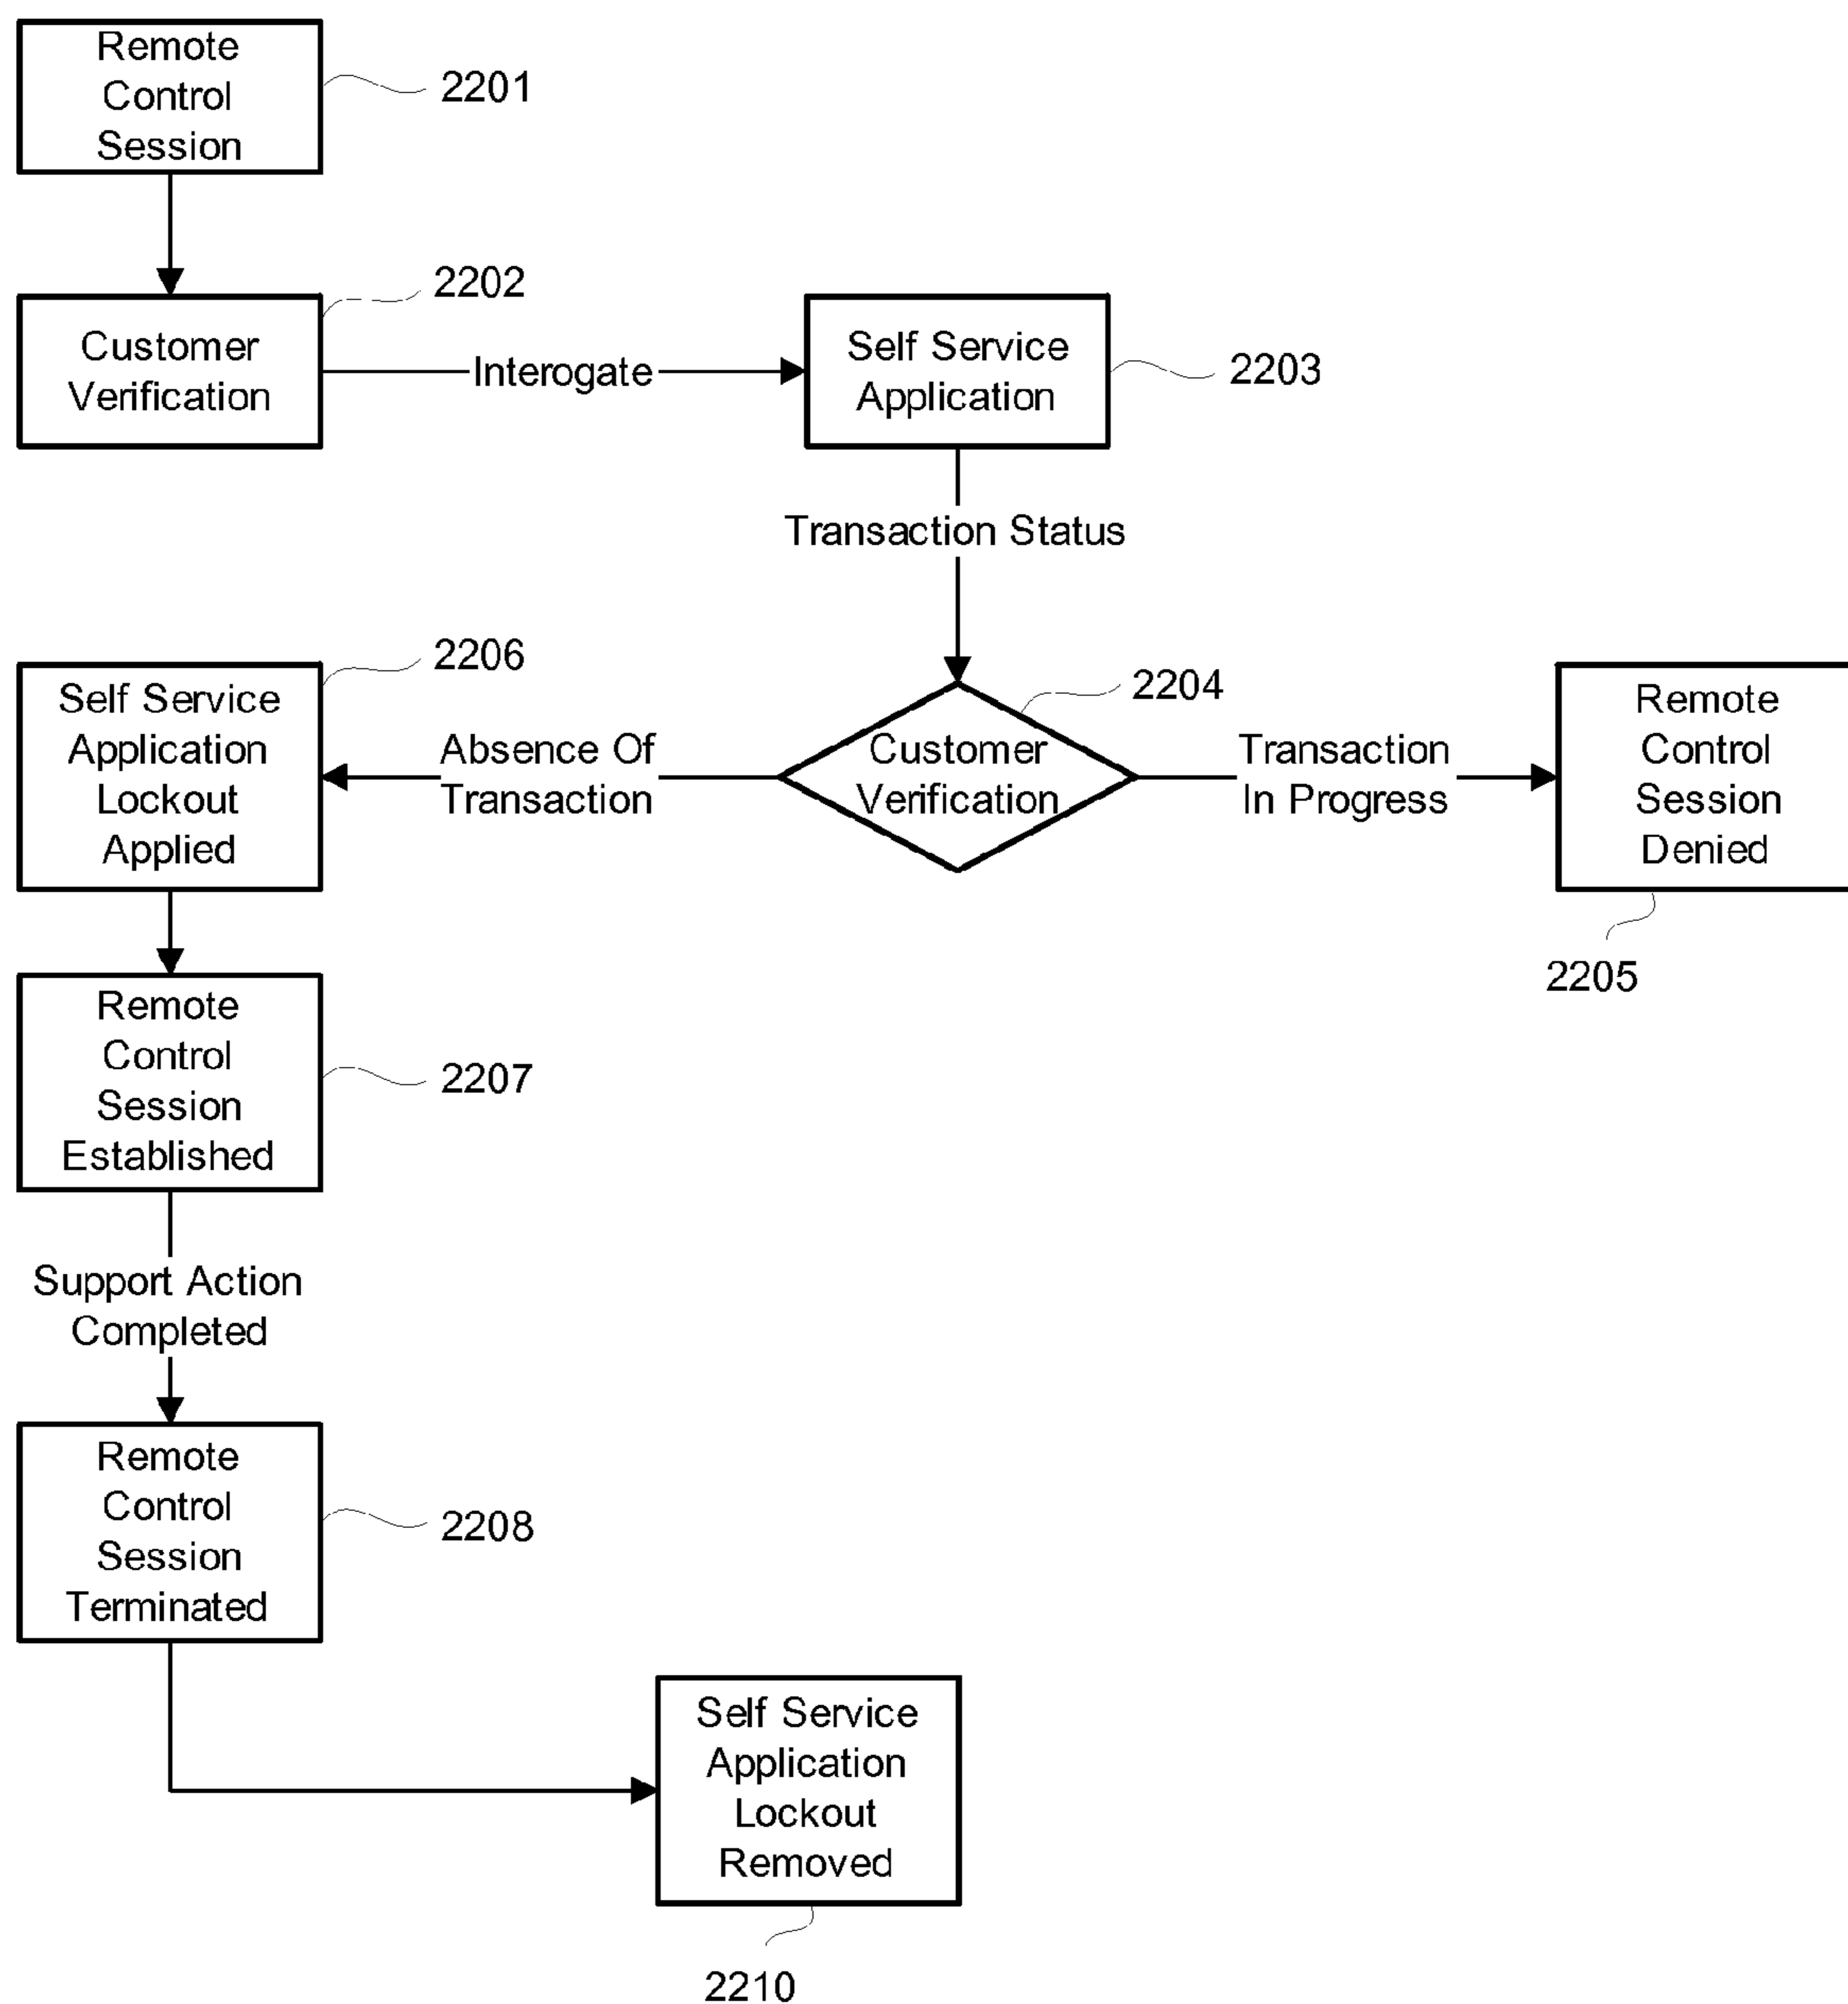 Remote
Control
Session
2201
2202
Customer
Verification
Interogate
Self Service
Application
2203
Transaction Status
2206
Self Service
Application
Lockout
Applied
Absence Of
Transaction
2204
Customer
Verification
Transaction
In Progress
Remote
Control
Session
Denied
2205
Remote
Control
Session
Established
2207
Support Action
Completed
Remote
Control
Session
Terminated
2208
Self Service
Application
Lockout
Removed
2210